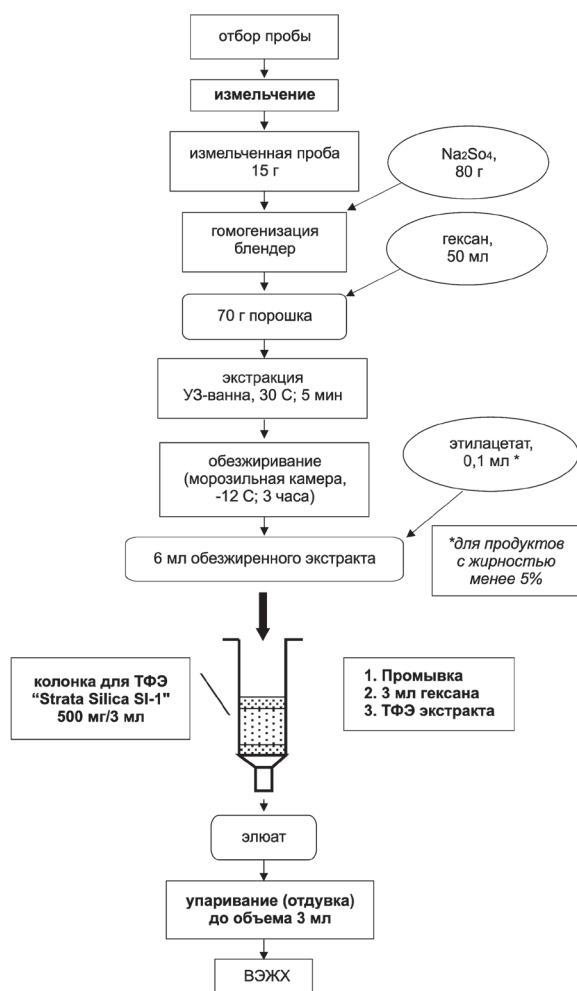 отбор пробы
измельчение
измельченная проба
15 г
Na₂So₄,
80 г
гомогенизация
блендер
гексан,
50 мл
70 г порошка
экстракция
УЗ-ванна, 30 С; 5 мин
этилацетат,
0,1 мл *
обезжиривание
(морозильная камера,
-12 С; 3 часа)
6 мл обезжиренного экстракта
*для продуктов
с жирностью
менее 5%
колонка для ТФЭ
“Strata Silica SI-1"
500 мг/3 мл
1. Промывка
2. 3 мл гексана
3. ТФЭ экстракта
элюат
упаривание (отдувка)
до объема 3 мл
ВЭЖХ